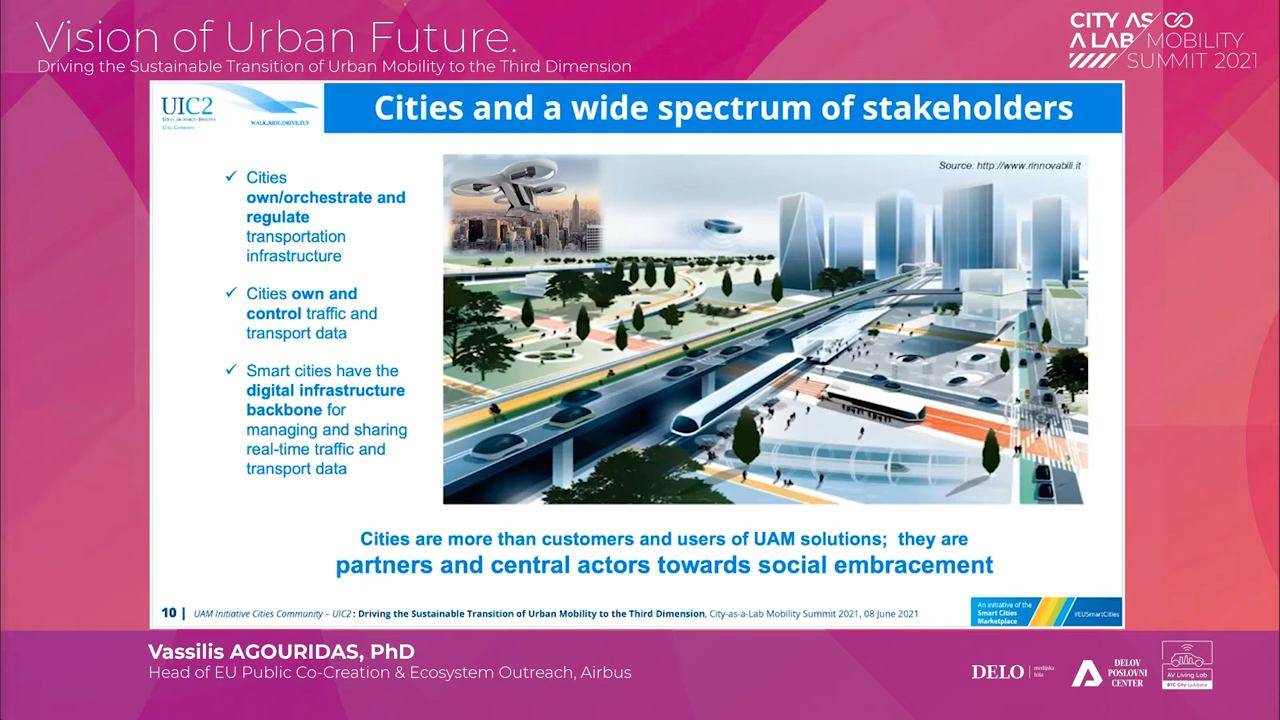 Vision of Urban Future.
Driving the Sustainable Transition of Urban Mobility to the Third Dimension
CITY AS
A LAB / MOBILITY
SUMMIT 2021
UIC2
WALK.RIDE.DRIVE.FLY
Cities and a wide spectrum of stakeholders
Source: http://www.rinnovabili.it
✓ Cities
own/orchestrate and
regulate
transportation
infrastructure
✓ Cities own and
control traffic and
transport data
✓ Smart cities have the
digital infrastructure
backbone for
managing and sharing
real-time traffic and
transport data
Cities are more than customers and users of UAM solutions; they are
partners and central actors towards social embracement
10 | UAM Initiative Cities Community – UIC2: Driving the Sustainable Transition of Urban Mobility to the Third Dimension, City-as-a-Lab Mobility Summit 2021, 08 June 2021
An initiative of the
Smart Cities
Marketplace
#EUSmartCities
Vassilis AGOURIDAS, PhD
Head of EU Public Co-Creation & Ecosystem Outreach, Airbus
DELO | medijska
hiša
DELOV
POSLOVNI
CENTER
AV Living Lab
BTC City Ljubljana